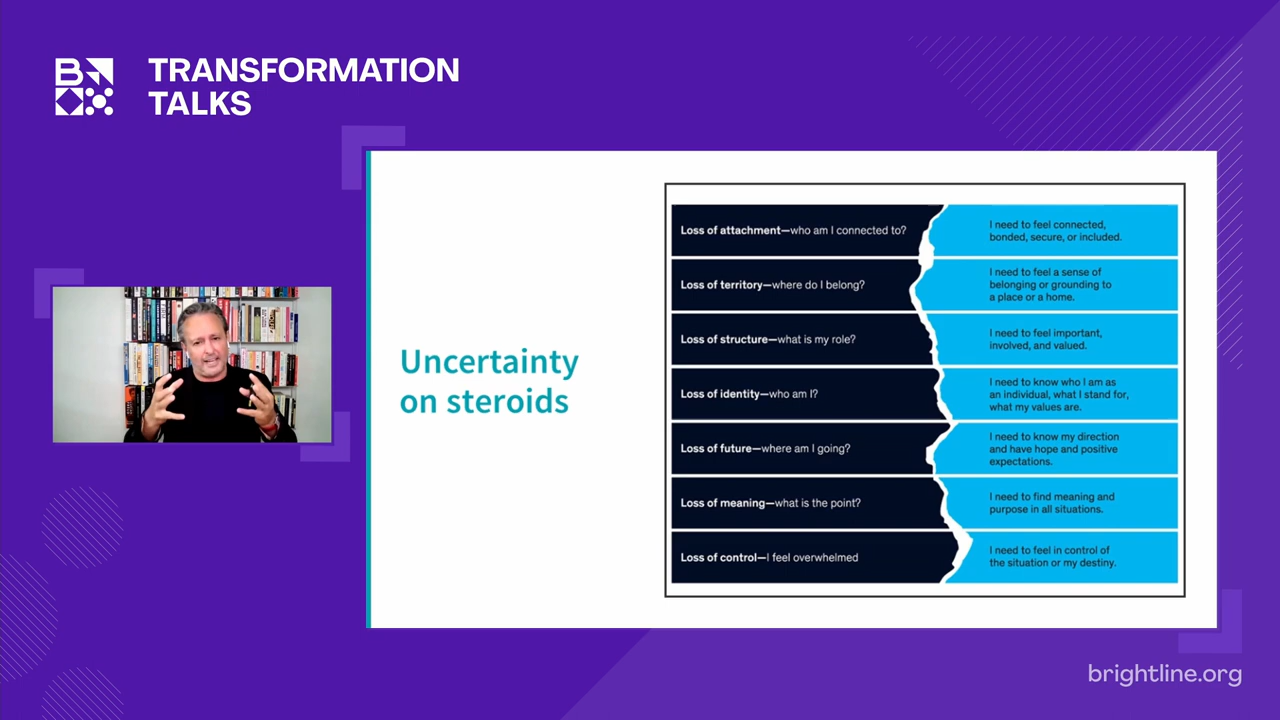 TRANSFORMATION
TALKS
Uncertainty
on steroids
Loss of attachment—who am I connected to?
I need to feel connected,
bonded, secure, or included.
Loss of territory—where do I belong?
I need to feel a sense of
belonging or grounding to
a place or a home.
Loss of structure—what is my role?
I need to feel important,
involved, and valued.
Loss of identity—who am I?
I need to know who I am as
an individual, what I stand for,
what my values are.
Loss of future—where am I going?
I need to know my direction
and have hope and positive
expectations.
Loss of meaning—what is the point?
I need to find meaning and
purpose in all situations.
Loss of control—I feel overwhelmed
I need to feel in control of
the situation or my destiny.
brightline.org